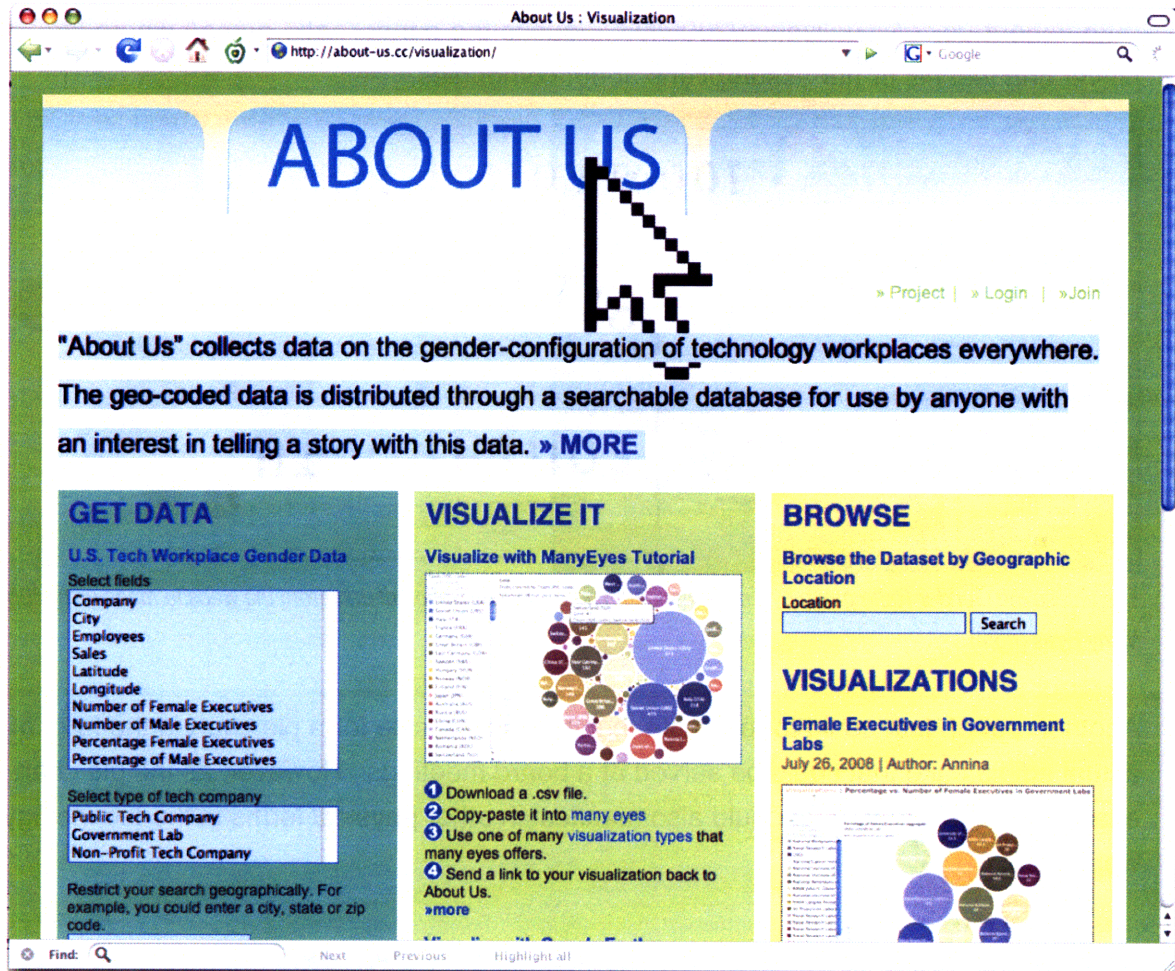 About Us : Visualization
http://about-us.cc/visualization/
Google
ABOUT US
» Project | » Login | »Join
"About Us" collects data on the gender-configuration of technology workplaces everywhere.
The geo-coded data is distributed through a searchable database for use by anyone with
an interest in telling a story with this data. » MORE
GET DATA
U.S. Tech Workplace Gender Data
Select fields
Company
City
Employees
Sales
Latitude
Longitude
Number of Female Executives
Number of Male Executives
Percentage Female Executives
Percentage of Male Executives
Select type of tech company
Public Tech Company
Government Lab
Non-Profit Tech Company
Restrict your search geographically. For
example, you could enter a city, state or zip
code.
VISUALIZE IT
Visualize with ManyEyes Tutorial
1 Download a .csv file.
2 Copy-paste it into many eyes
3 Use one of many visualization types that
many eyes offers.
4 Send a link to your visualization back to
About Us.
»more
BROWSE
Browse the Dataset by Geographic
Location
Location
Search
VISUALIZATIONS
Female Executives in Government
Labs
July 26, 2008 | Author: Annina
Percentage vs. Number of Female Executives in Government Labs
Find:
Next
Previous
Highlight all